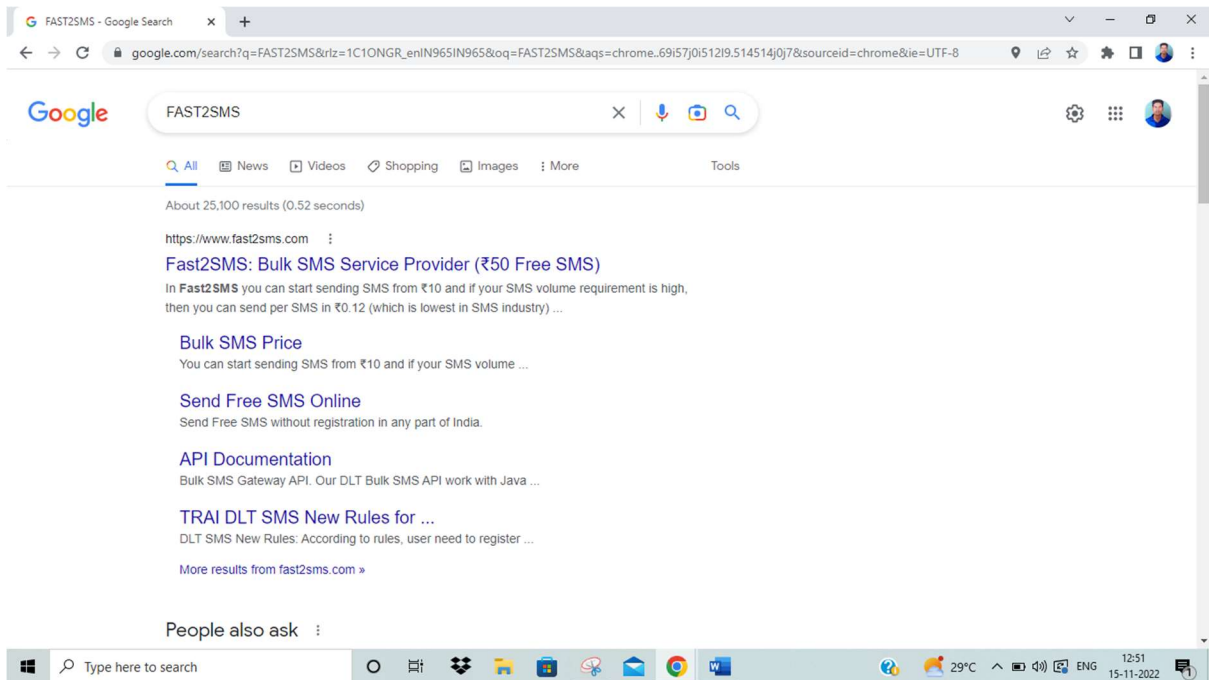 FAST2SMS - Google Search
google.com/search?q=FAST2SMS&rlz=1C1ONGR_enIN965IN965&oq=FAST2SMS&aqs=chrome..69i57j0i512l9.514514j0j7&sourceid=chrome&ie=UTF-8
Google
FAST2SMS
All News Videos Shopping Images More Tools
About 25,100 results (0.52 seconds)
https://www.fast2sms.com
Fast2SMS: Bulk SMS Service Provider (₹50 Free SMS)
In Fast2SMS you can start sending SMS from ₹10 and if your SMS volume requirement is high,
then you can send per SMS in ₹0.12 (which is lowest in SMS industry) ...
Bulk SMS Price
You can start sending SMS from ₹10 and if your SMS volume ...
Send Free SMS Online
Send Free SMS without registration in any part of India.
API Documentation
Bulk SMS Gateway API. Our DLT Bulk SMS API work with Java ...
TRAI DLT SMS New Rules for ...
DLT SMS New Rules: According to rules, user need to register ...
More results from fast2sms.com »
People also ask
Type here to search
29°C
ENG
12:51
15-11-2022
1